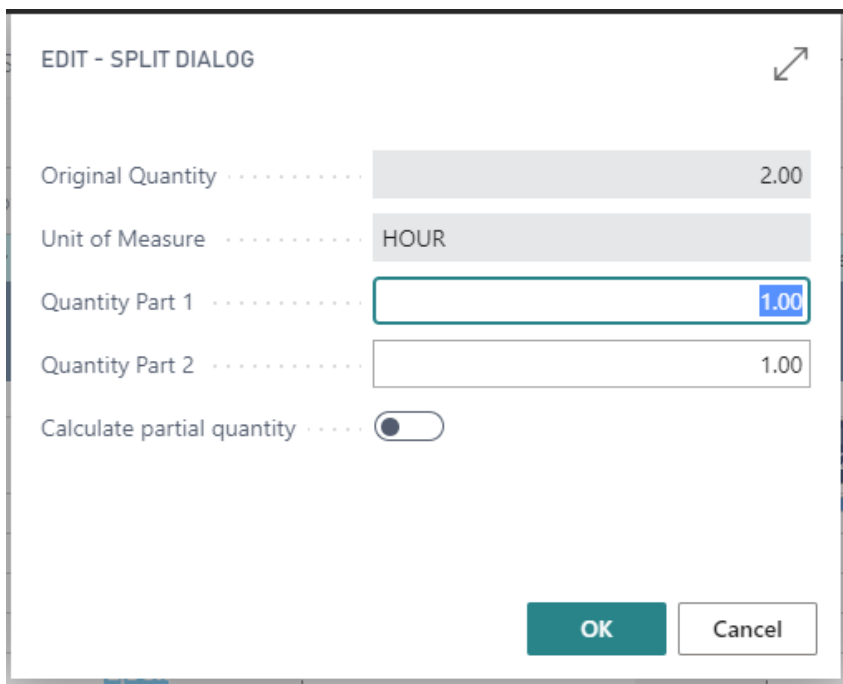 EDIT - SPLIT DIALOG
Original Quantity 2.00
Unit of Measure HOUR
Quantity Part 1 1.00
Quantity Part 2 1.00
Calculate partial quantity
OK Cancel